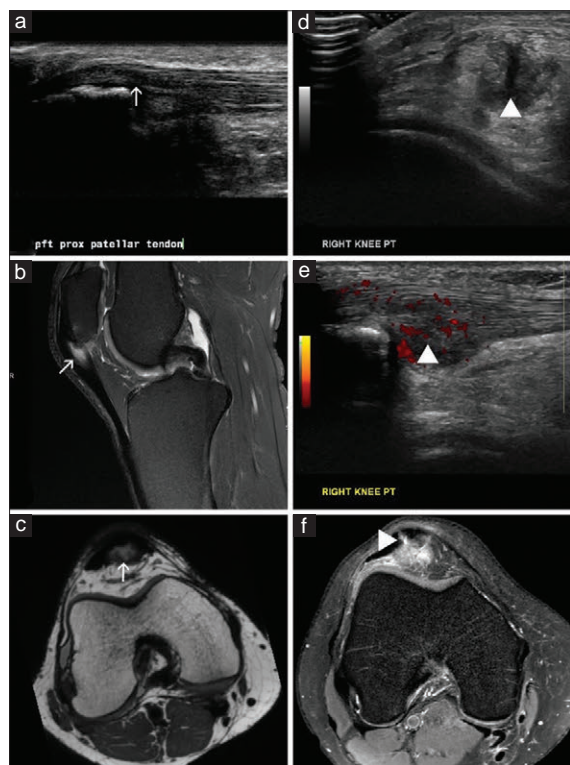 a
pft prox patellar tendon
b
R
c
d
RIGHT KNEE PT
e
RIGHT KNEE PT
f